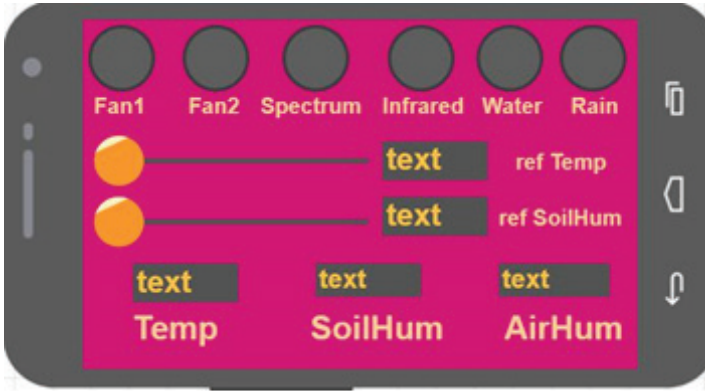 Fan1 Fan2 Spectrum Infrared Water Rain
text ref Temp
text ref SoilHum
text text text
Temp SoilHum AirHum